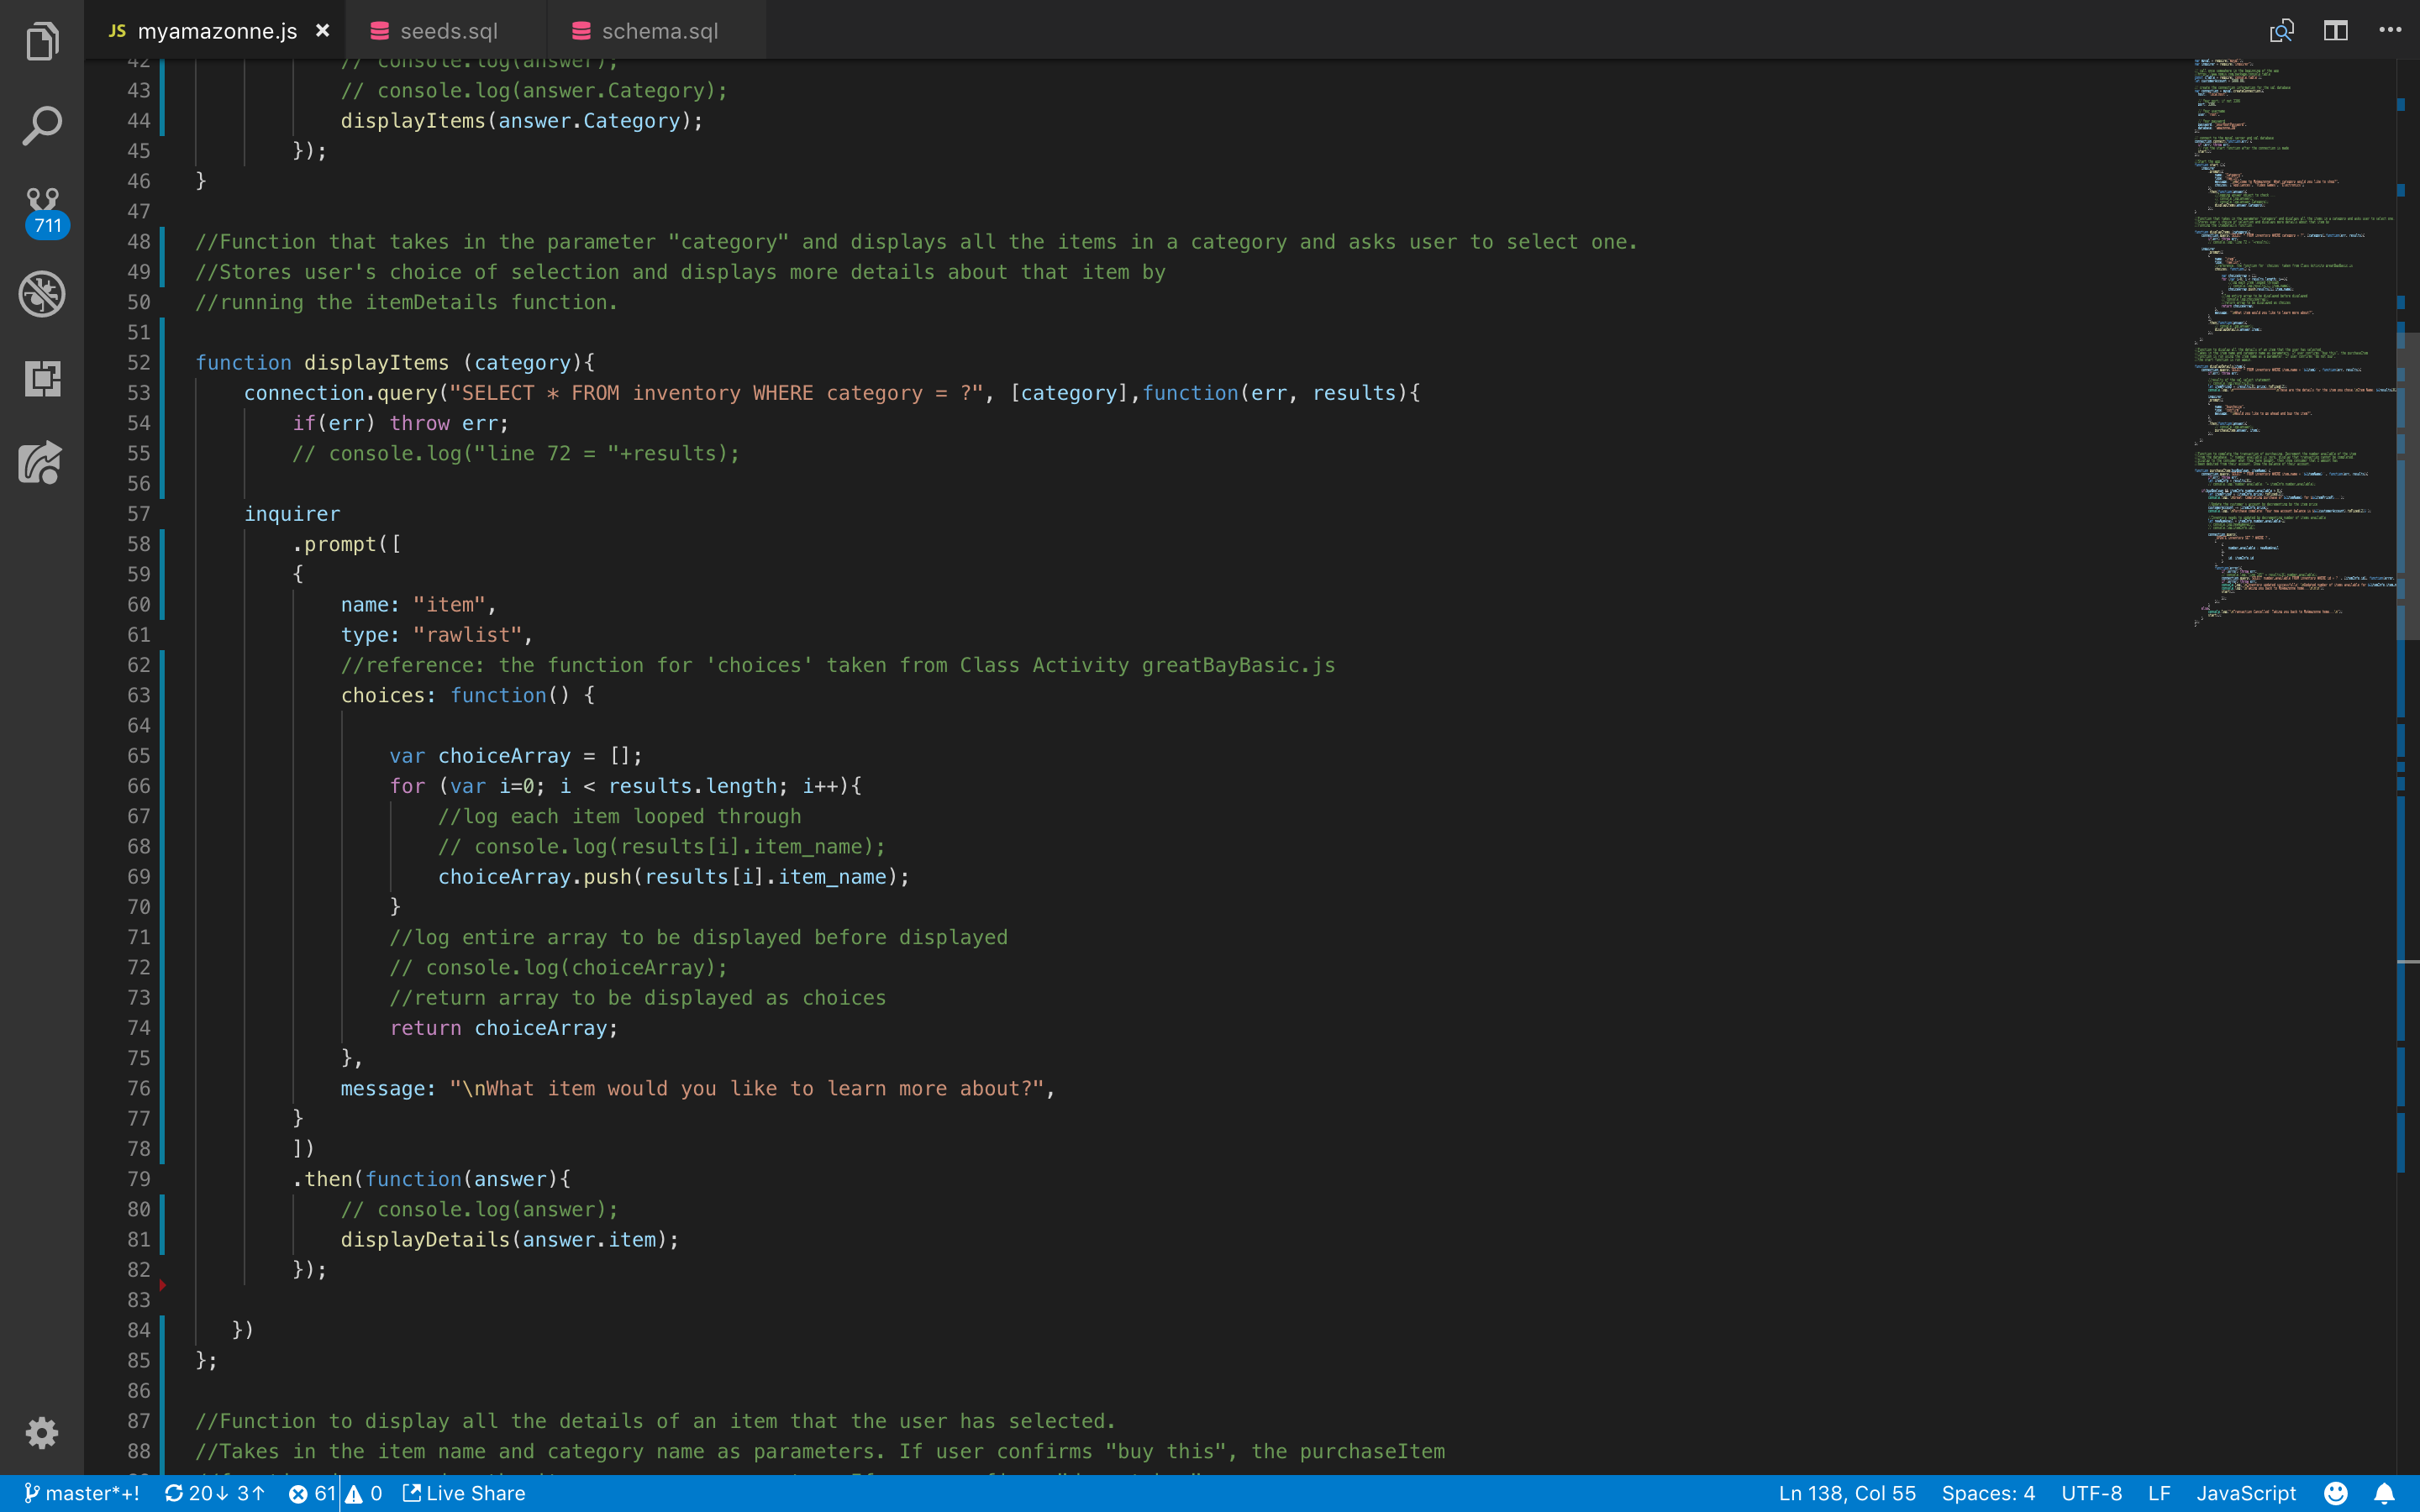 JS myamazonne.js × seeds.sql schema.sql
42 // console.log(answer);
43 // console.log(answer.Category);
44 displayItems(answer.Category);
45 });
46 }
47
48 //Function that takes in the parameter "category" and displays all the items in a category and asks user to select one.
49 //Stores user's choice of selection and displays more details about that item by
50 //running the itemDetails function.
51
52 function displayItems (category){
53 connection.query("SELECT * FROM inventory WHERE category = ?", [category],function(err, results){
54 if(err) throw err;
55 // console.log("line 72 = "+results);
56
57 inquirer
58 .prompt([
59 {
60 name: "item",
61 type: "rawlist",
62 //reference: the function for 'choices' taken from Class Activity greatBayBasic.js
63 choices: function() {
64
65 var choiceArray = [];
66 for (var i=0; i < results.length; i++){
67 //log each item looped through
68 // console.log(results[i].item_name);
69 choiceArray.push(results[i].item_name);
70 }
71 //log entire array to be displayed before displayed
72 // console.log(choiceArray);
73 //return array to be displayed as choices
74 return choiceArray;
75 },
76 message: "\nWhat item would you like to learn more about?",
77 }
78 ])
79 .then(function(answer){
80 // console.log(answer);
81 displayDetails(answer.item);
82 });
83
84 })
85 };
86
87 //Function to display all the details of an item that the user has selected.
88 //Takes in the item name and category name as parameters. If user confirms "buy this", the purchaseItem
711
master*+! 20↓ 3↑ 61 0 Live Share Ln 138, Col 55 Spaces: 4 UTF-8 LF JavaScript